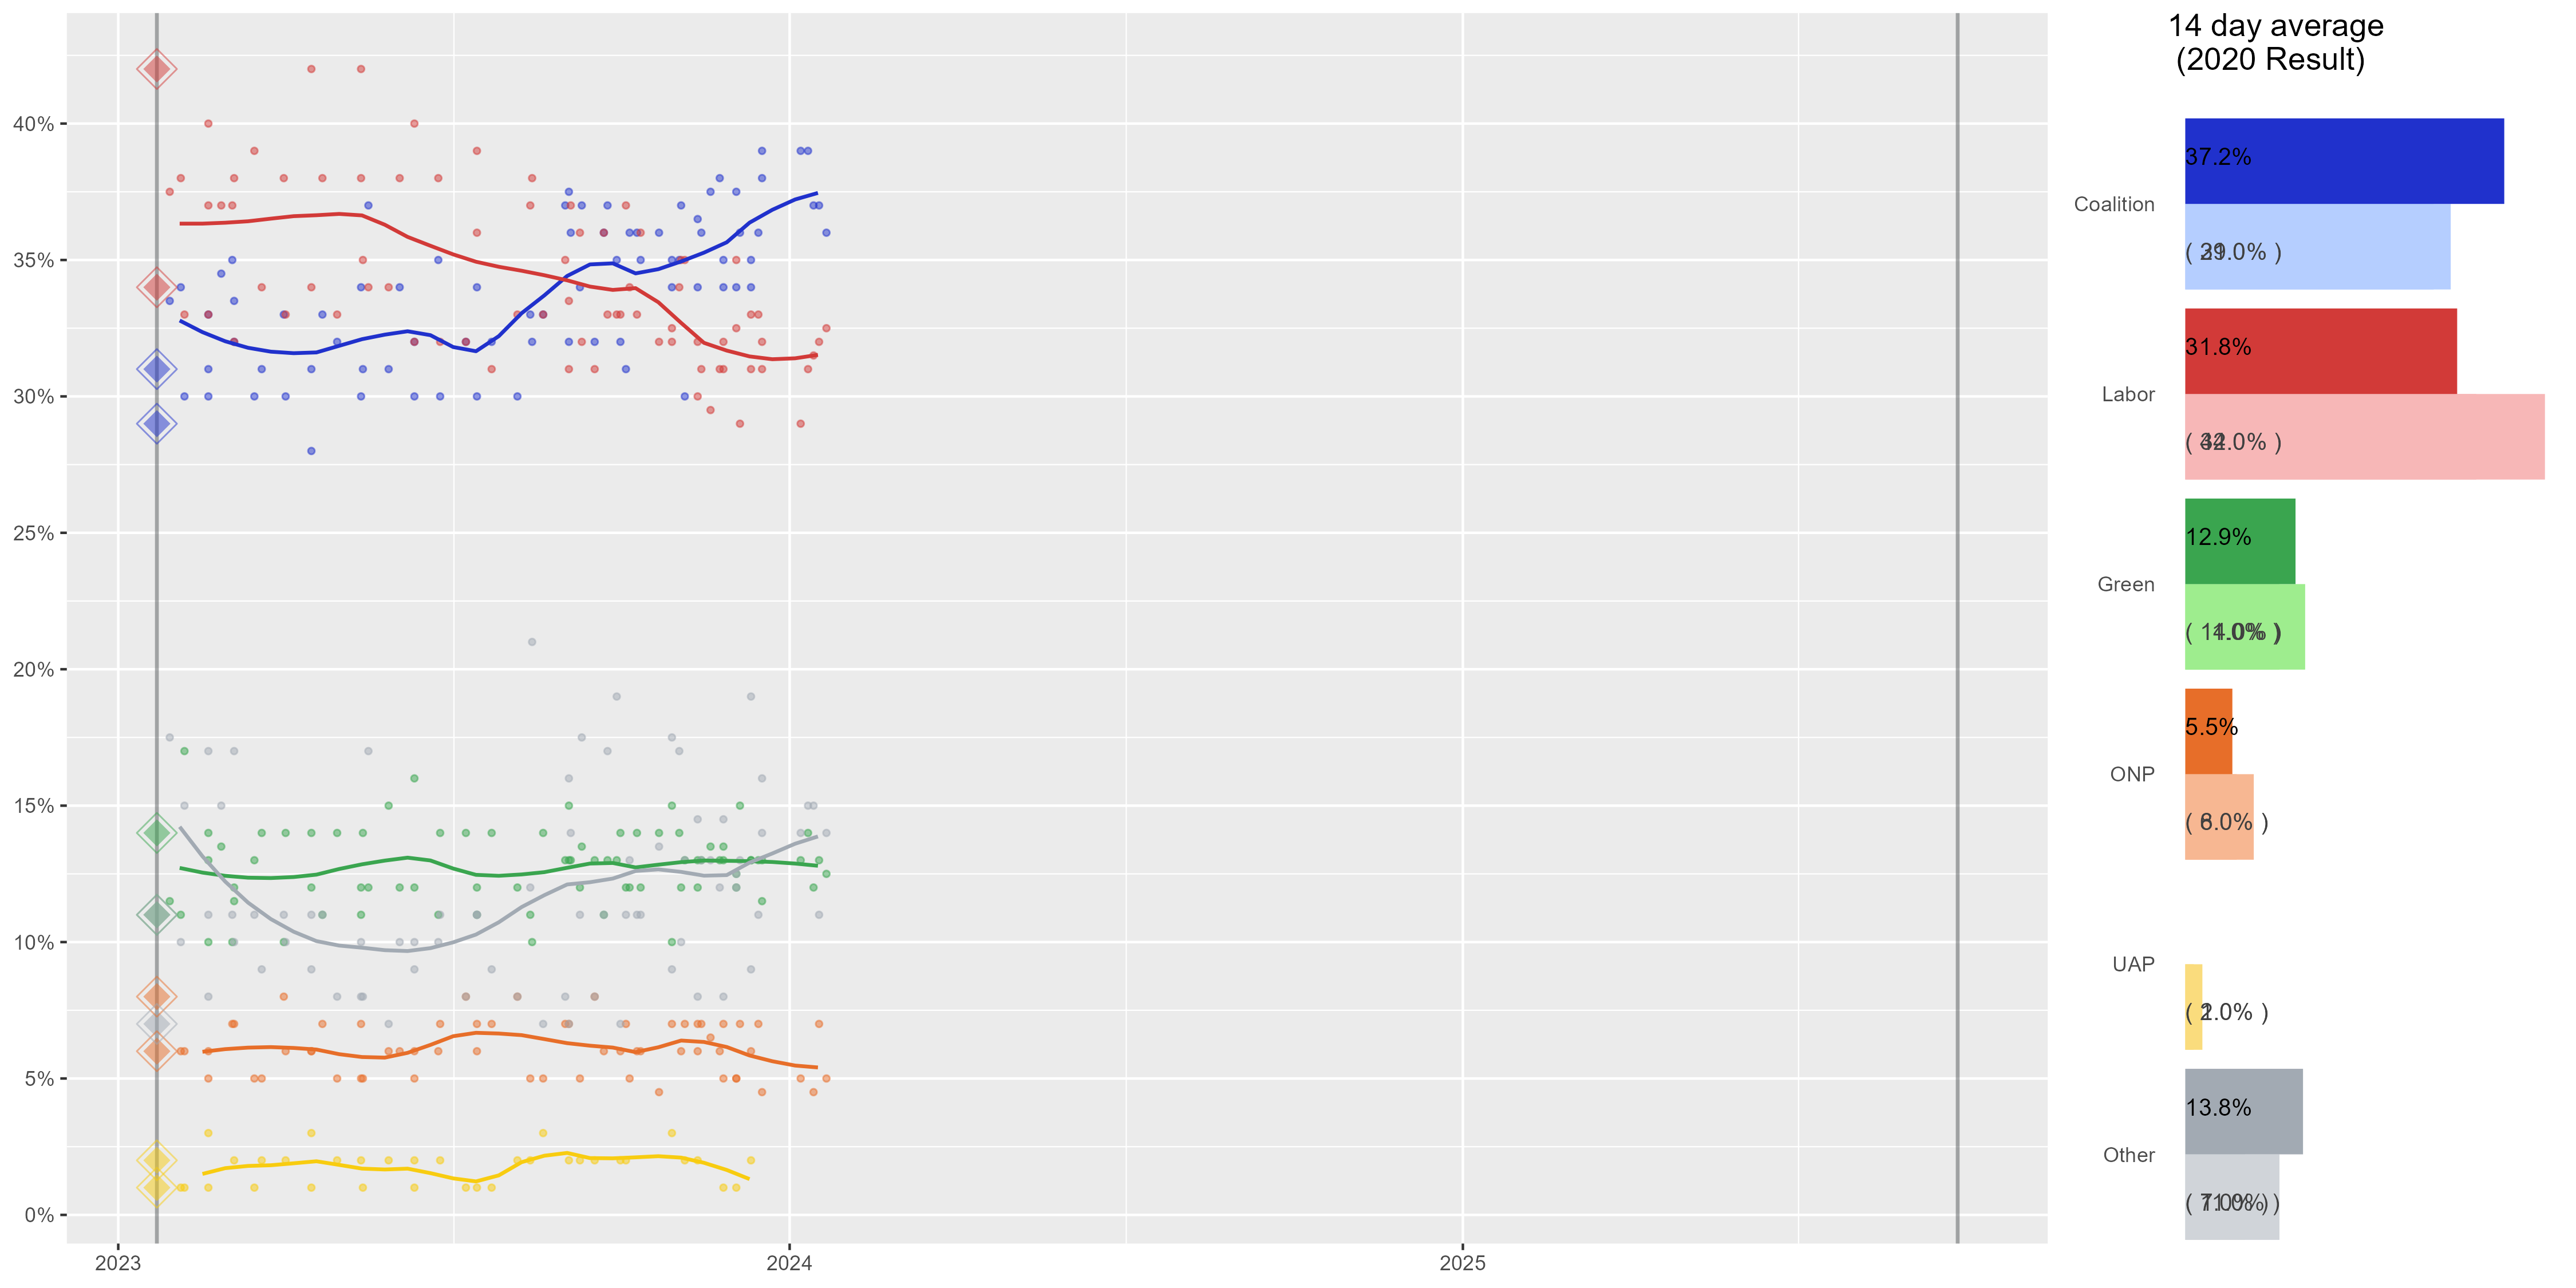 14 day average
(2020 Result)
40%
35%
30%
25%
20%
15%
10%
5%
0%
2023
2024
2025
Coalition
37.2%
Labor
31.8%
Green
12.9%
ONP
5.5%
UAP
Other
13.8%